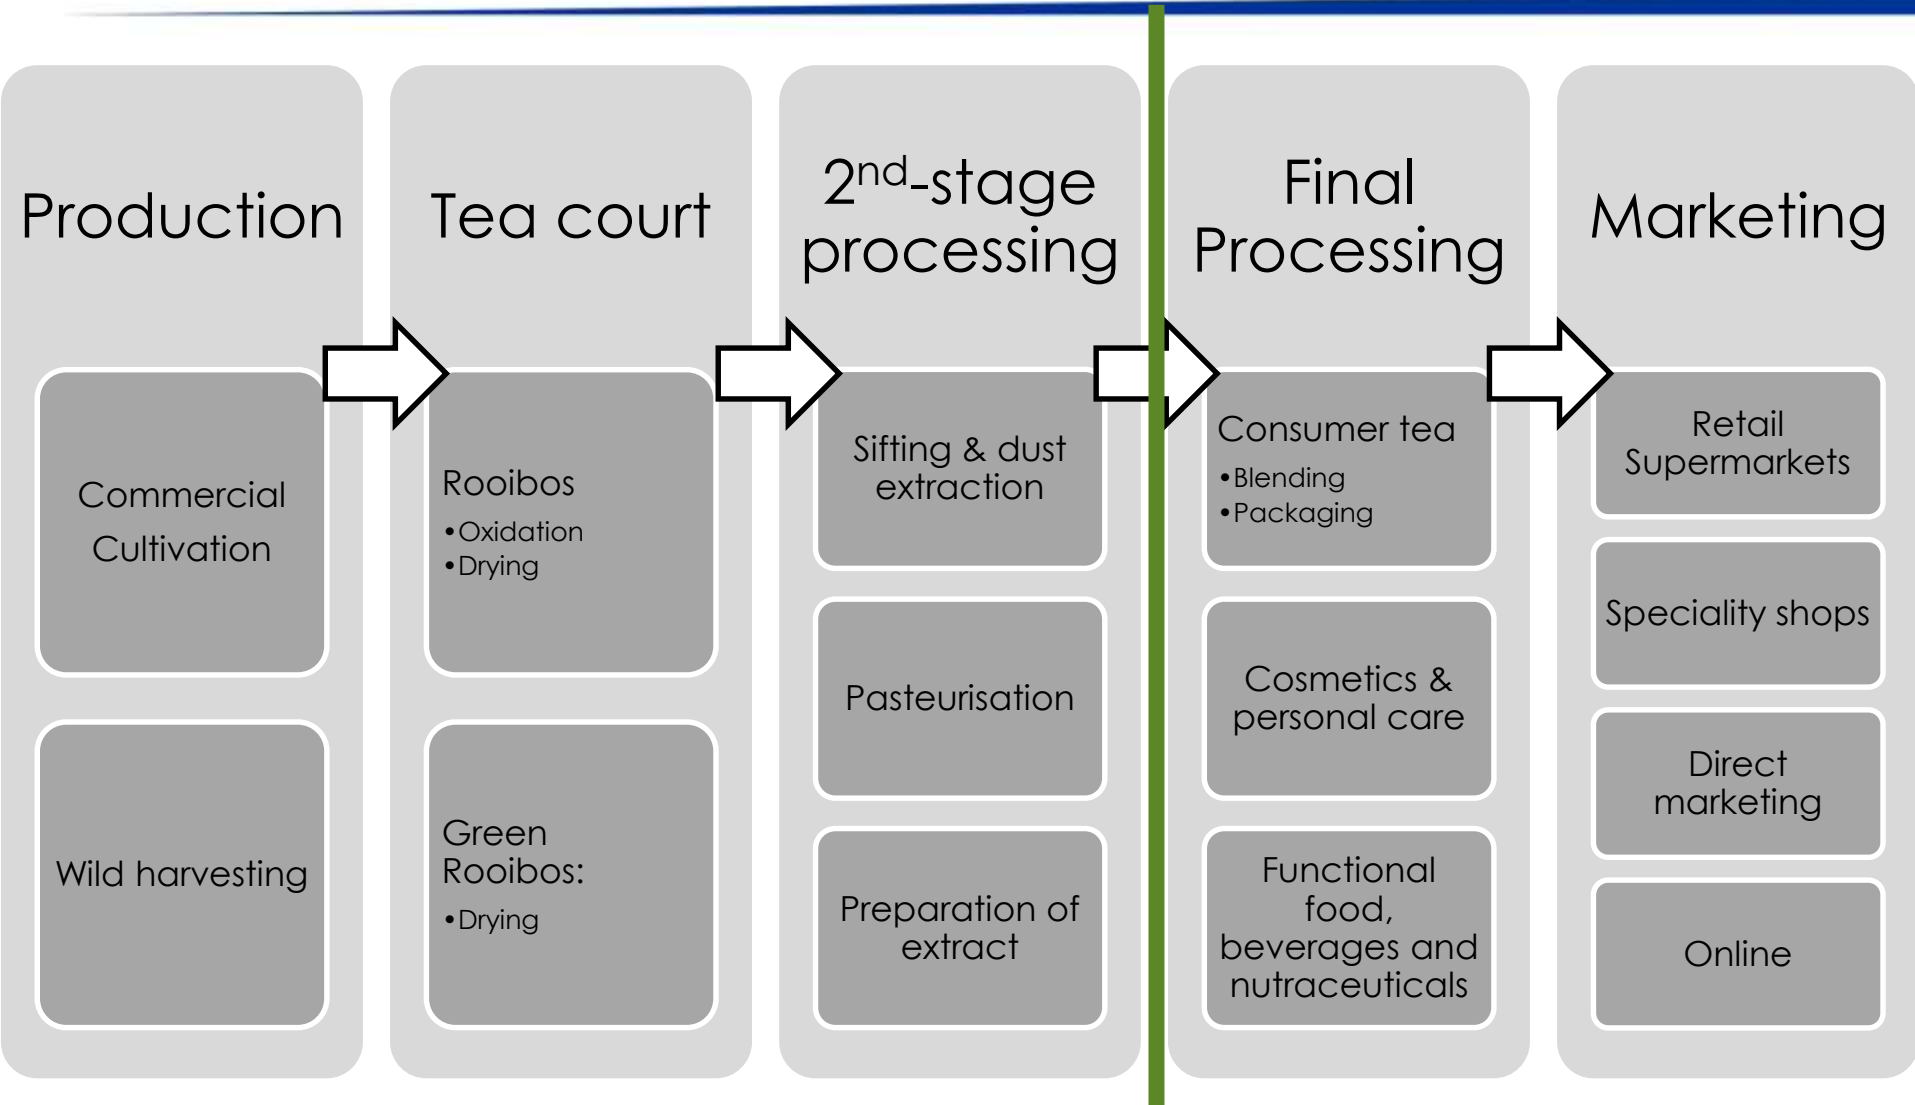 Production
Commercial
Cultivation
Wild harvesting
Tea court
Rooibos
•Oxidation
•Drying
Green
Rooibos:
•Drying
2nd-stage
processing
Sifting & dust
extraction
Pasteurisation
Preparation of
extract
Final
Processing
Consumer tea
•Blending
•Packaging
Cosmetics &
personal care
Functional
food,
beverages and
nutraceuticals
Marketing
Retail
Supermarkets
Speciality shops
Direct
marketing
Online